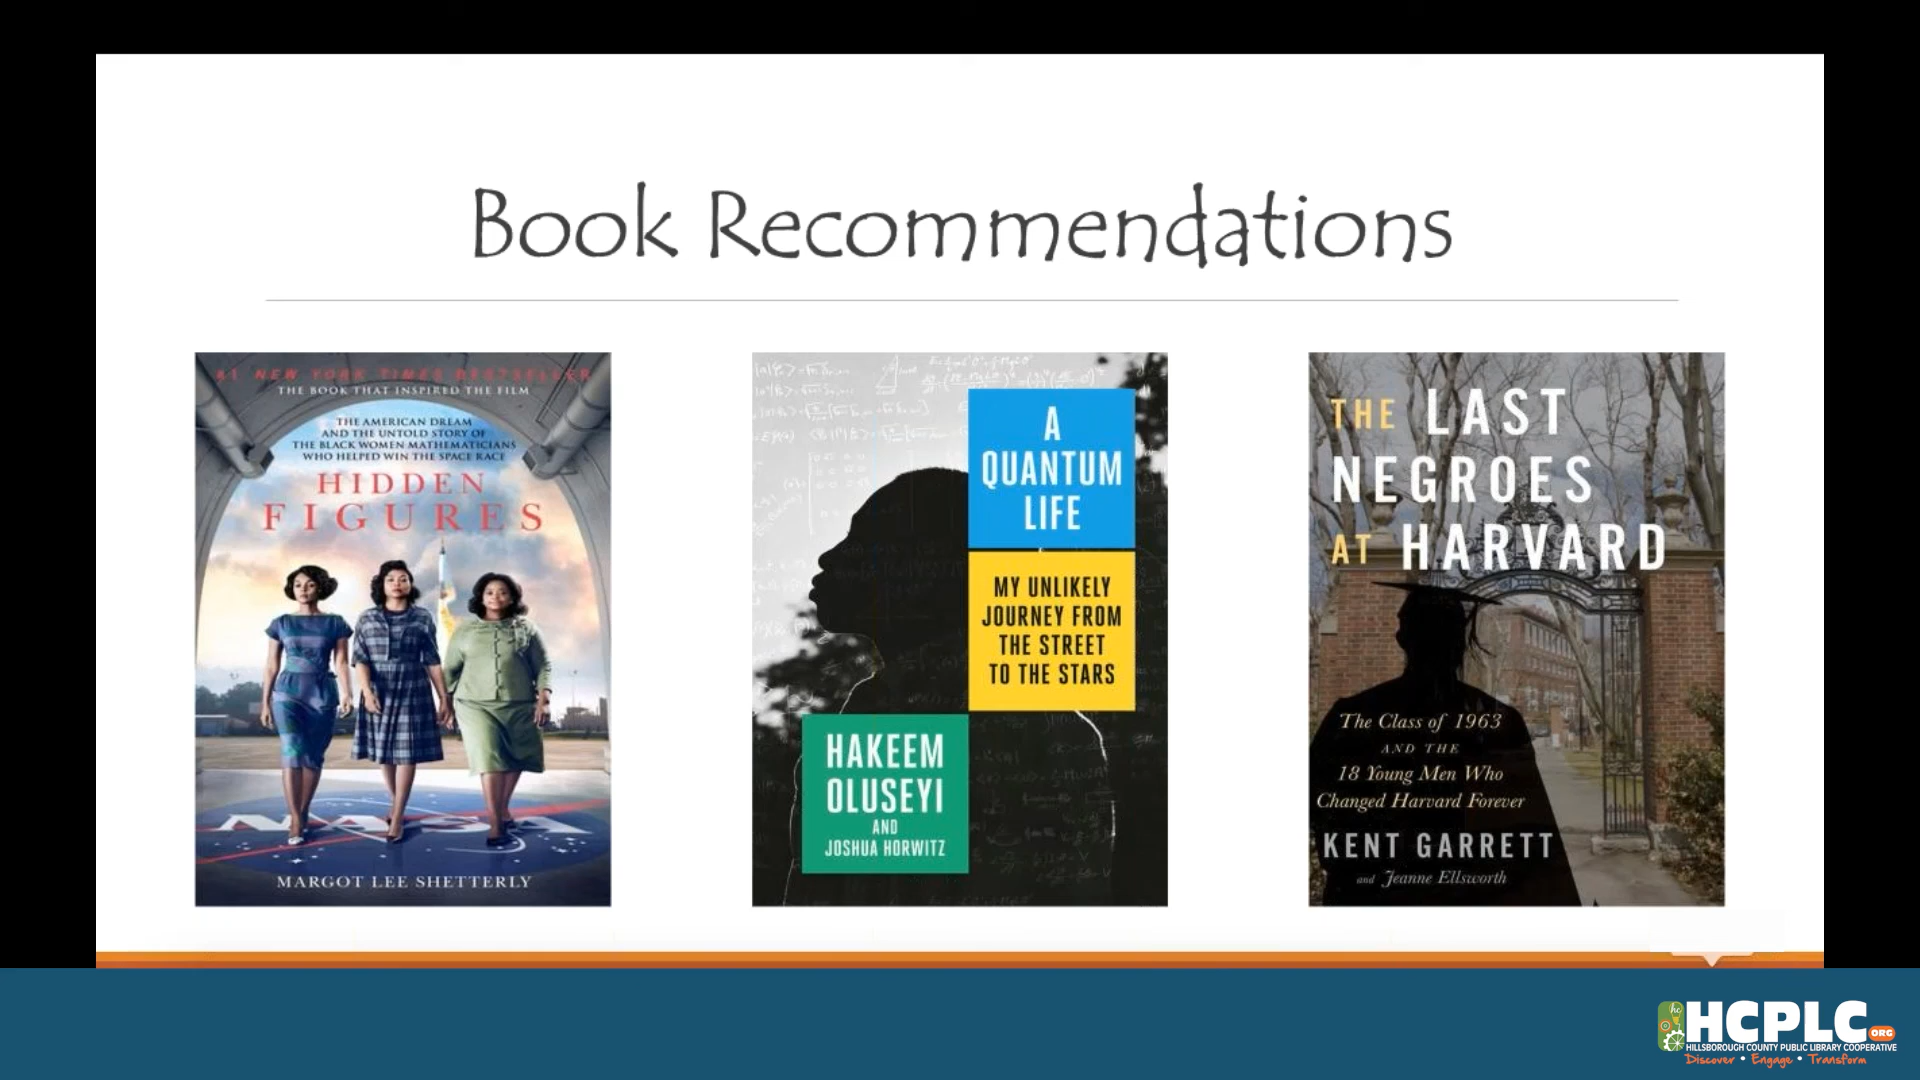 Book Recommendations
#1 NEW YORK TIMES BESTSELLER
THE BOOK THAT INSPIRED THE FILM
THE AMERICAN DREAM
AND THE UNTOLD STORY OF
THE BLACK WOMEN MATHEMATICIANS
WHO HELPED WIN THE SPACE RACE
HIDDEN
FIGURES
NASA
MARGOT LEE SHETTERLY
A
QUANTUM
LIFE
MY UNLIKELY
JOURNEY FROM
THE STREET
TO THE STARS
HAKEEM
OLUSEYI
AND
JOSHUA HORWITZ
THE LAST
NEGROES
AT HARVARD
The Class of 1963
AND THE
18 Young Men Who
Changed Harvard Forever
KENT GARRETT
and Jeanne Ellsworth
hc
HCPLC.ORG
HILLSBOROUGH COUNTY PUBLIC LIBRARY COOPERATIVE
Discover • Engage • Transform